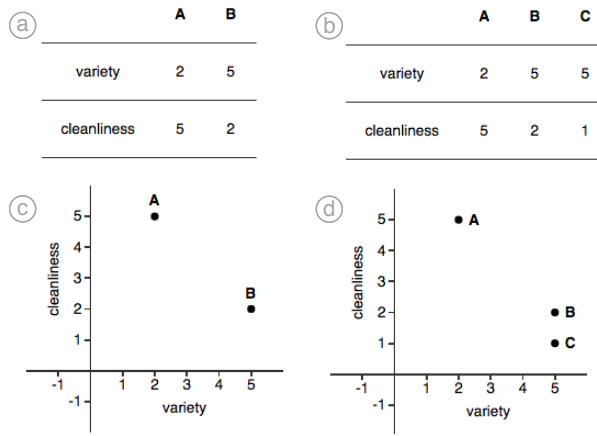 a
A B
variety 2 5
cleanliness 5 2
b
A B C
variety 2 5 5
cleanliness 5 2 1
c
A
5
4
3
B
2
1
-1 1 2 3 4 5
-1
cleanliness
variety
d
5 A
4
3
2 B
1 C
-1 1 2 3 4 5
-1
cleanliness
variety